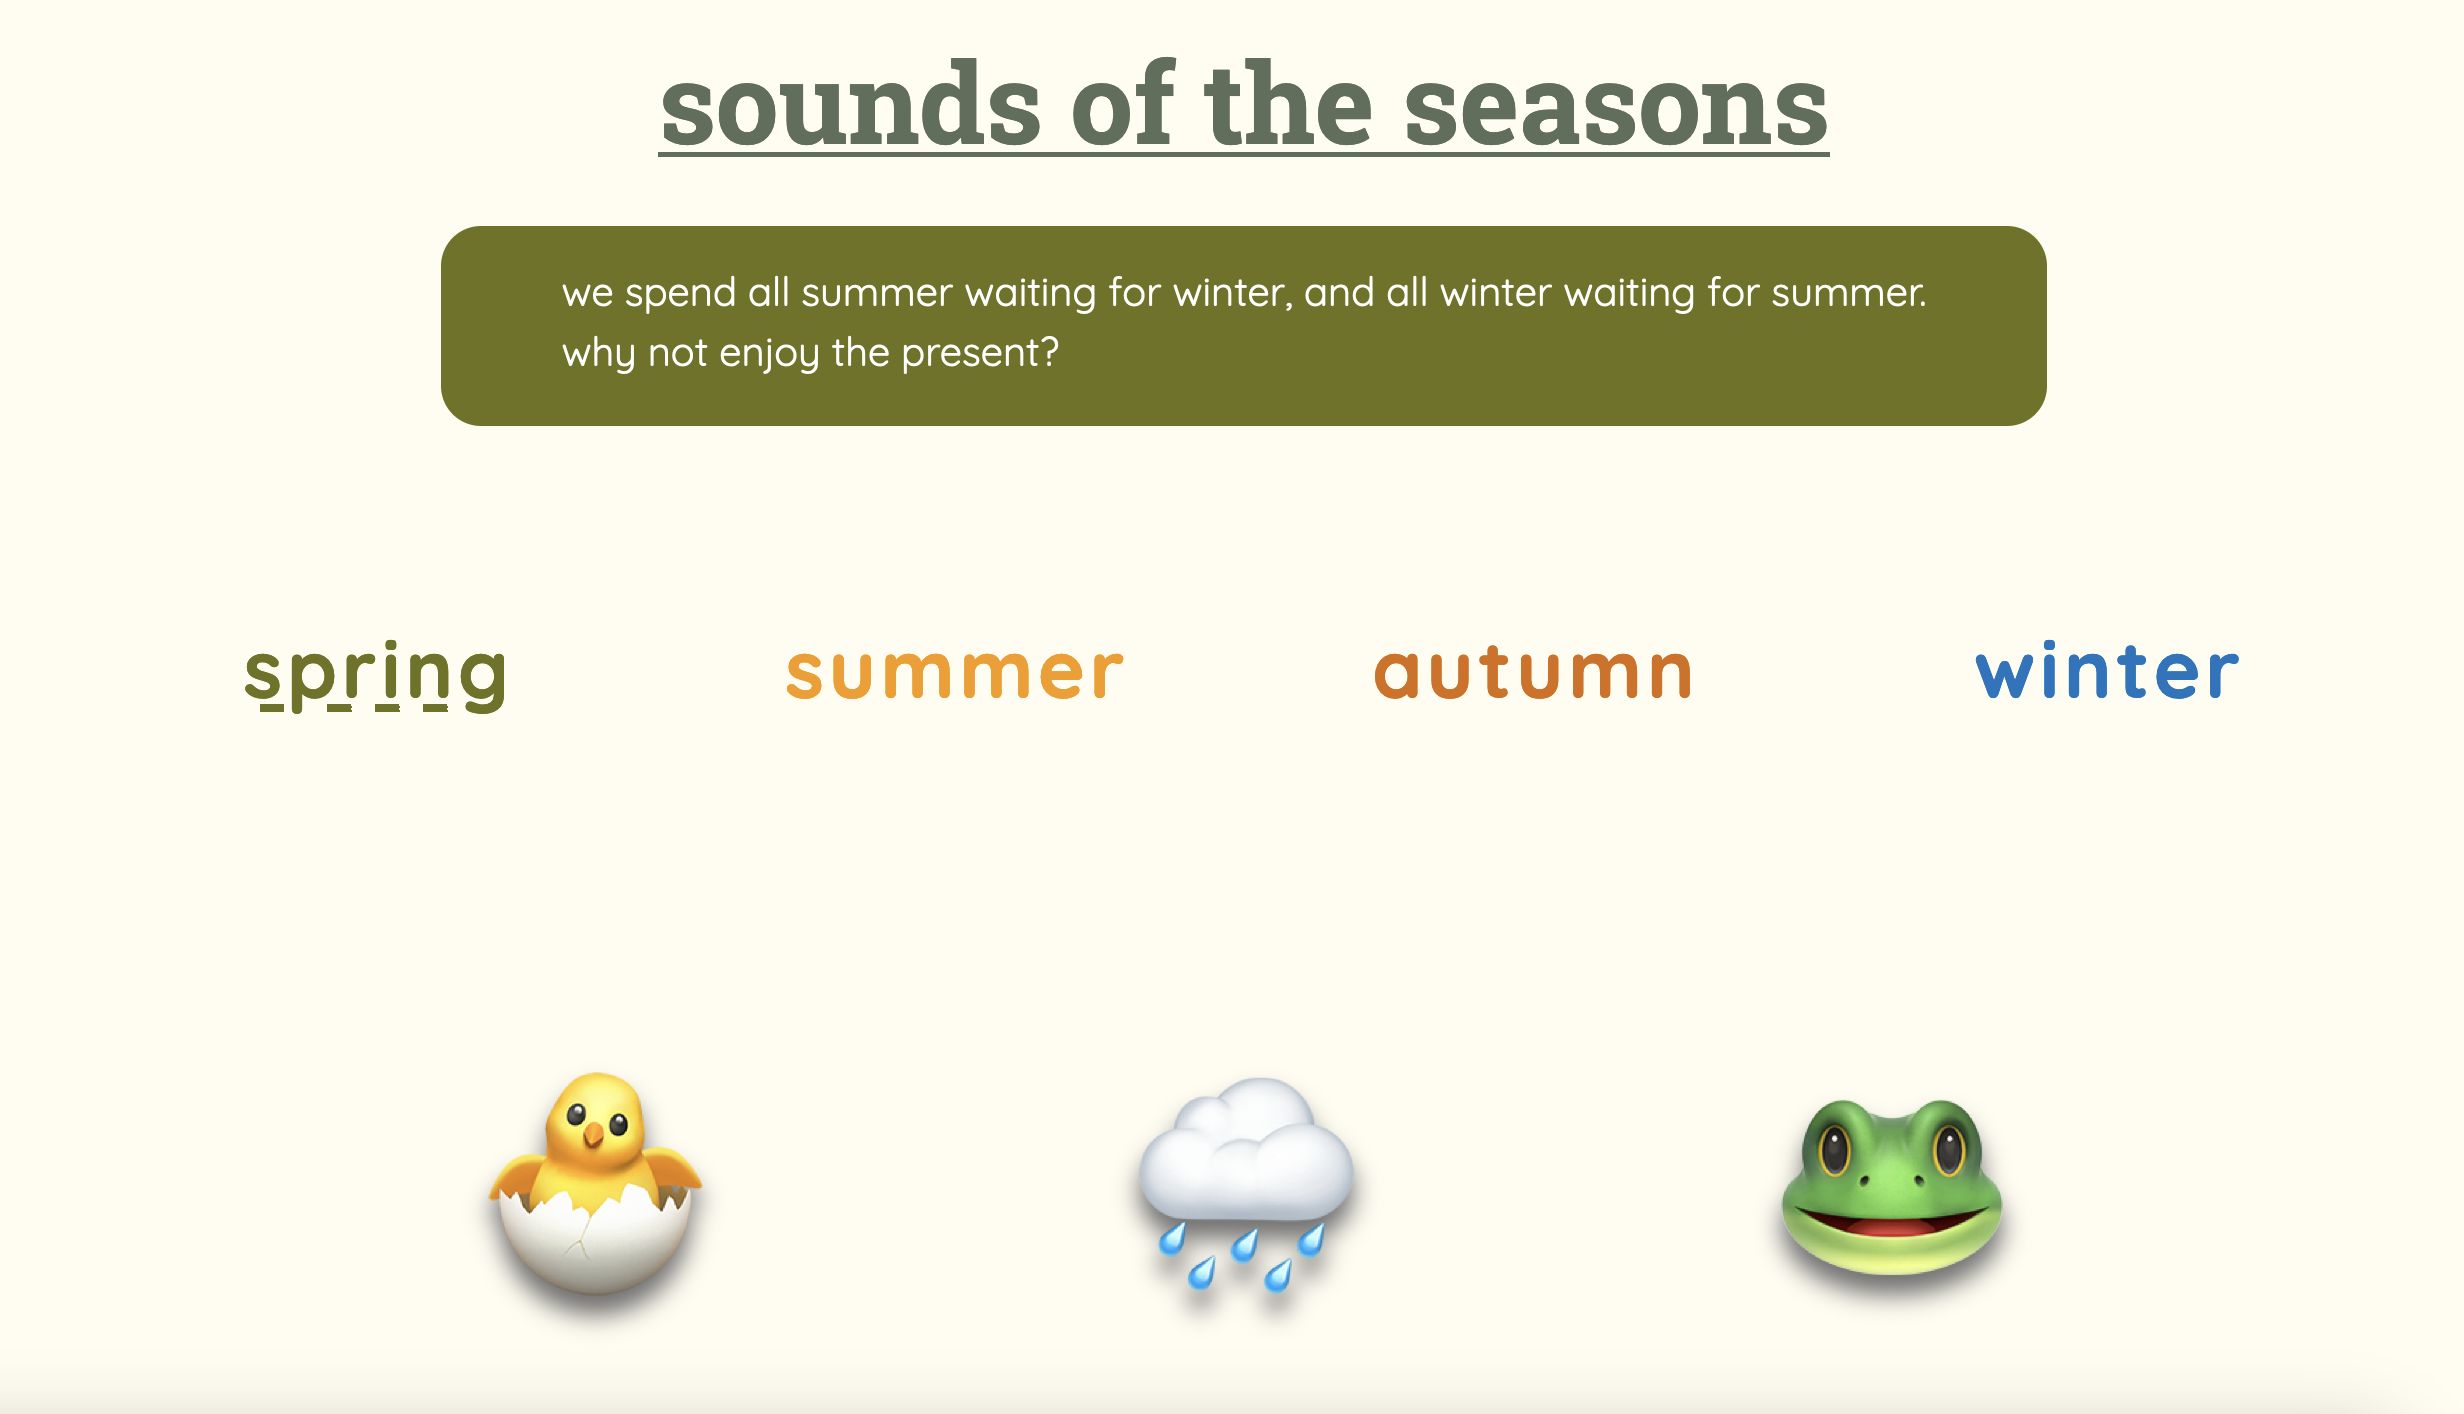 sounds of the seasons
we spend all summer waiting for winter, and all winter waiting for summer.
why not enjoy the present?
spring summer autumn winter